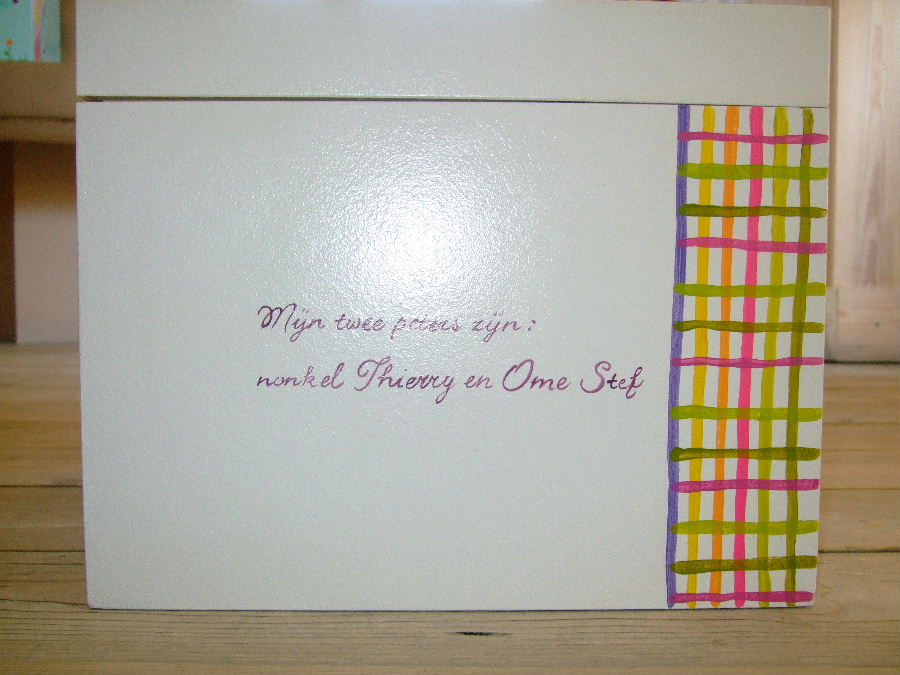 Mijn twee peters zijn:
nonkel Thierry en Ome Stef